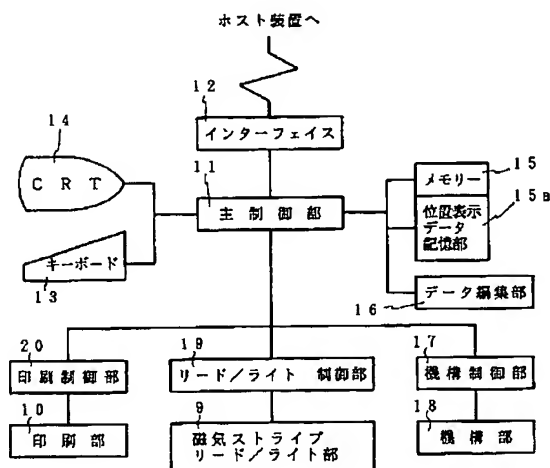 ホスト装置へ
12
インターフェイス
14
CRT
11
主制御部
15
メモリー
15a
位置表示
データ
記憶部
キーボード
13
データ編集部
16
20
印刷制御部
19
リード/ライト 制御部
17
機構制御部
10
印刷部
9
磁気ストライプ
リード/ライト部
18
機構部